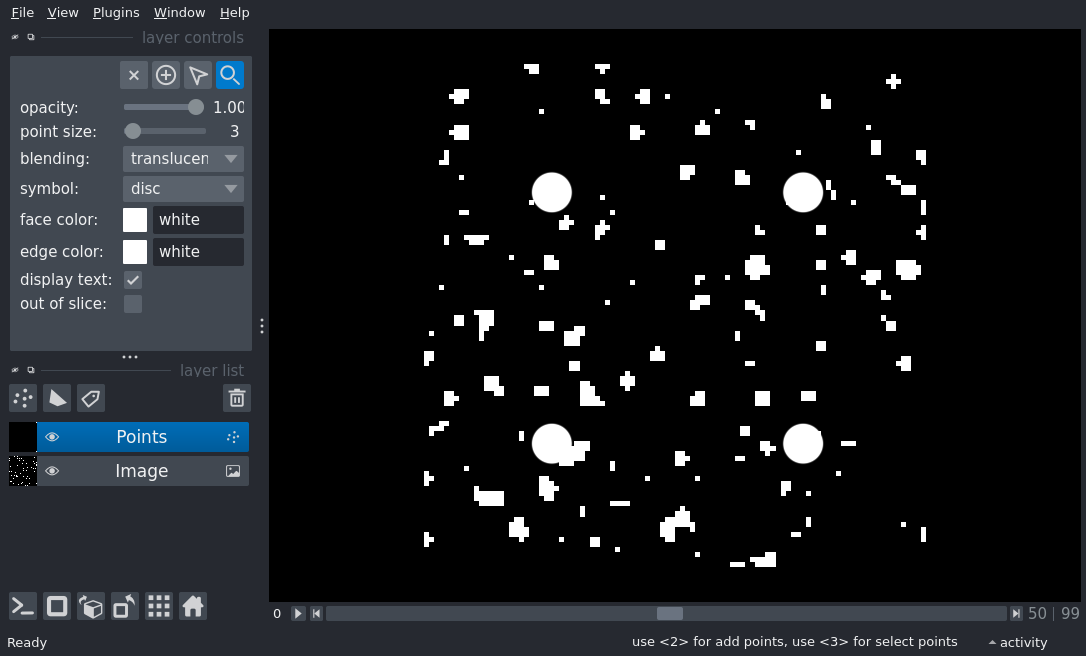 File View Plugins Window Help
layer controls
opacity: 1.00
point size: 3
blending: translucen
symbol: disc
face color: white
edge color: white
display text:
out of slice:
layer list
Points
Image
0 50 99
Ready use <2> for add points, use <3> for select points activity